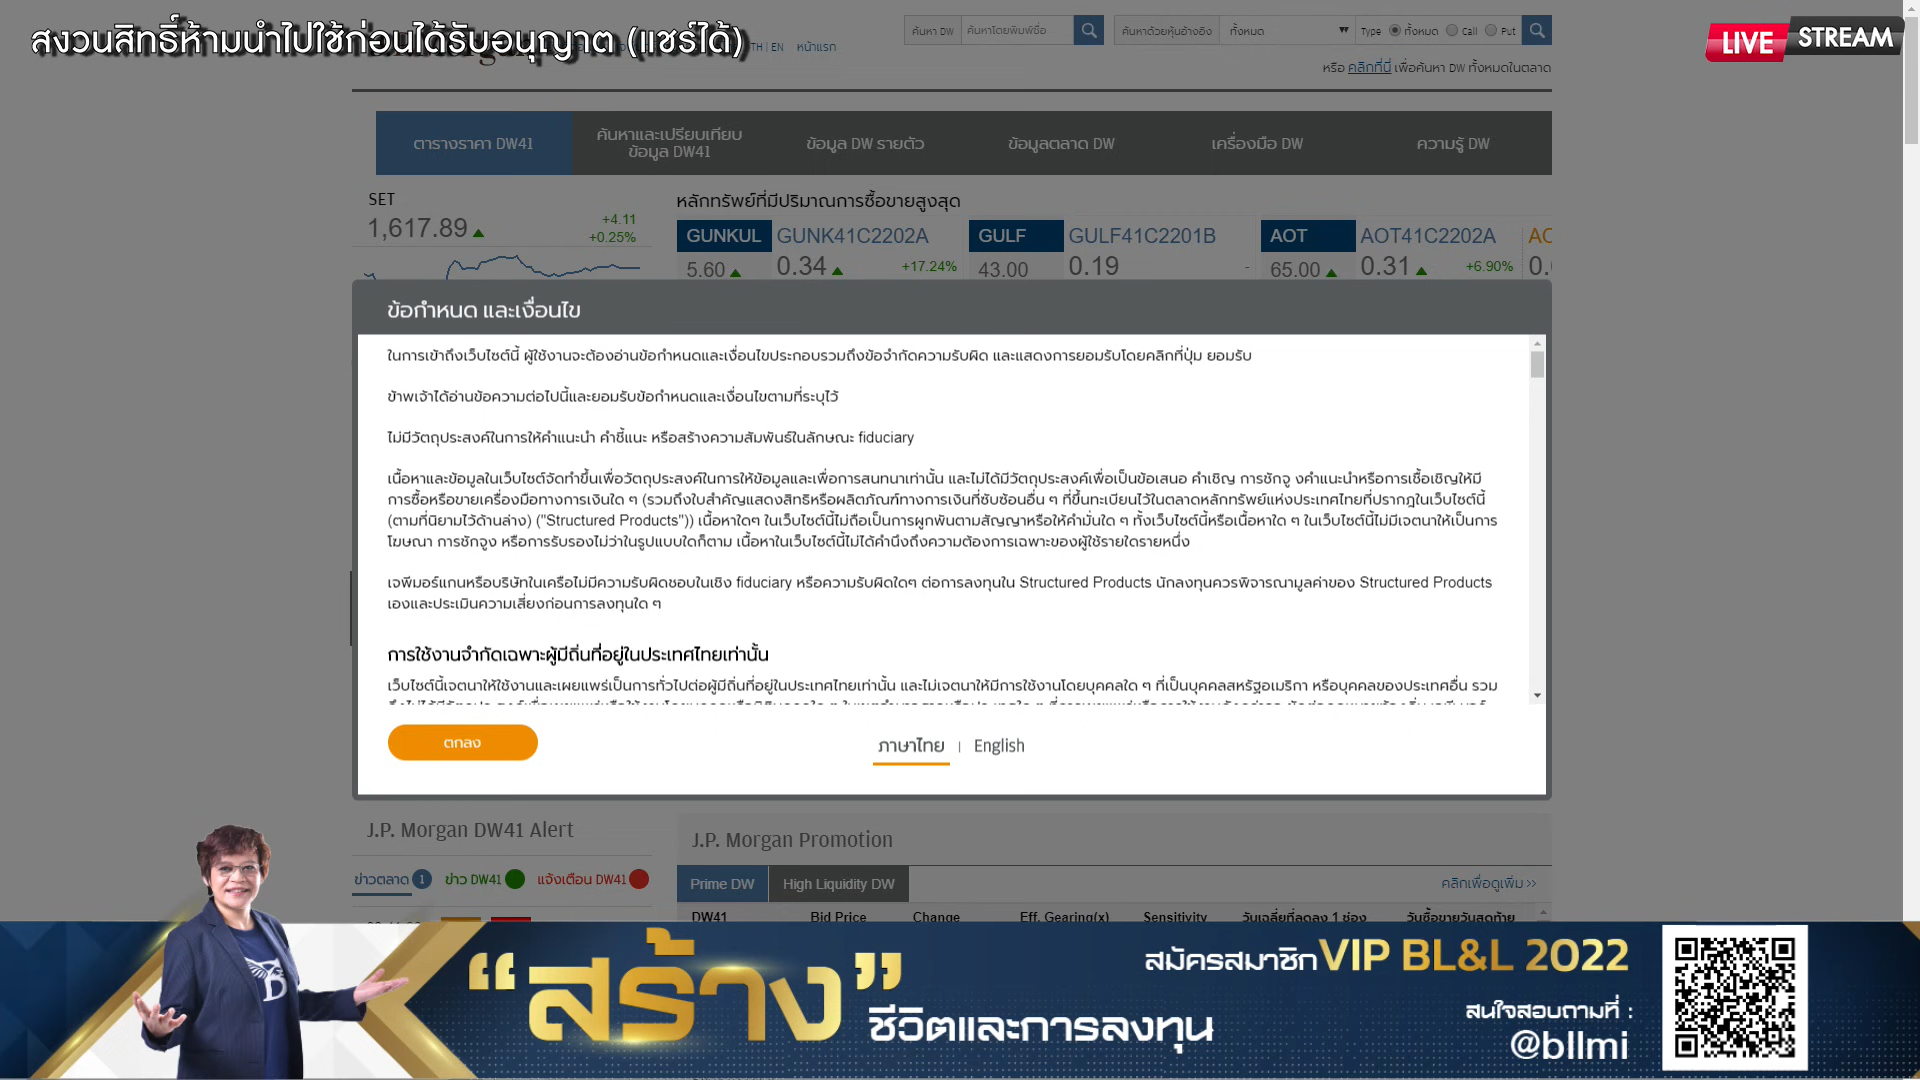 สงวนสิทธิ์ห้ามนำไปใช้ก่อนได้รับอนุญาต (แชร์ได้)
TH | EN หน้าแรก
ค้นหา DW ค้นหาโดยพิมพ์ชื่อ
ค้นหาด้วยหุ้นอ้างอิง ทั้งหมด Type ทั้งหมด Call Put
LIVE STREAM
หรือ คลิกที่นี่ เพื่อค้นหา DW ทั้งหมดในตลาด
ตารางราคา DW41
ค้นหาและเปรียบเทียบ
ข้อมูล DW41
ข้อมูล DW รายตัว
ข้อมูลตลาด DW
เครื่องมือ DW
ความรู้ DW
SET
1,617.89
+4.11
+0.25%
หลักทรัพย์ที่มีปริมาณการซื้อขายสูงสุด
GUNKUL GUNK41C2202A
5.60 0.34 +17.24%
GULF GULF41C2201B
43.00 0.19 -
AOT AOT41C2202A
65.00 0.31 +6.90%
ข้อกำหนด และเงื่อนไข
ในการเข้าถึงเว็บไซต์นี้ ผู้ใช้งานจะต้องอ่านข้อกำหนดและเงื่อนไขประกอบรวมถึงข้อจำกัดความรับผิด และแสดงการยอมรับโดยคลิกที่ปุ่ม ยอมรับ
ข้าพเจ้าได้อ่านข้อความต่อไปนี้และยอมรับข้อกำหนดและเงื่อนไขตามที่ระบุไว้
ไม่มีวัตถุประสงค์ในการให้คำแนะนำ คำชี้แนะ หรือสร้างความสัมพันธ์ในลักษณะ fiduciary
เนื้อหาและข้อมูลในเว็บไซต์จัดทำขึ้นเพื่อวัตถุประสงค์ในการให้ข้อมูลและเพื่อการสนทนาเท่านั้น และไม่ได้มีวัตถุประสงค์เพื่อเป็นข้อเสนอ คำเชิญ การชักจู งคำแนะนำหรือการเชื้อเชิญให้มี
การซื้อหรือขายเครื่องมือทางการเงินใด ๆ (รวมถึงใบสำคัญแสดงสิทธิหรือผลิตภัณฑ์ทางการเงินที่ซับซ้อนอื่น ๆ ที่ขึ้นทะเบียนไว้ในตลาดหลักทรัพย์แห่งประเทศไทยที่ปรากฏในเว็บไซต์นี้
(ตามที่นิยามไว้ด้านล่าง) ("Structured Products")) เนื้อหาใดๆ ในเว็บไซต์นี้ไม่ถือเป็นการผูกพันตามสัญญาหรือให้คำมั่นใด ๆ ทั้งเว็บไซต์นี้หรือเนื้อหาใด ๆ ในเว็บไซต์นี้ไม่มีเจตนาให้เป็นการ
โฆษณา การชักจูง หรือการรับรองไม่ว่าในรูปแบบใดก็ตาม เนื้อหาในเว็บไซต์นี้ไม่ได้คำนึงถึงความต้องการเฉพาะของผู้ใช้รายใดรายหนึ่ง
เจพีมอร์แกนหรือบริษัทในเครือไม่มีความรับผิดชอบในเชิง fiduciary หรือความรับผิดใดๆ ต่อการลงทุนใน Structured Products นักลงทุนควรพิจารณามูลค่าของ Structured Products
เองและประเมินความเสี่ยงก่อนการลงทุนใด ๆ
การใช้งานจำกัดเฉพาะผู้มีถิ่นที่อยู่ในประเทศไทยเท่านั้น
เว็บไซต์นี้เจตนาให้ใช้งานและเผยแพร่เป็นการทั่วไปต่อผู้มีถิ่นที่อยู่ในประเทศไทยเท่านั้น และไม่เจตนาให้มีการใช้งานโดยบุคคลใด ๆ ที่เป็นบุคคลสหรัฐอเมริกา หรือบุคคลของประเทศอื่น รวม
ตกลง
ภาษาไทย | English
J.P. Morgan DW41 Alert
ข่าวตลาด 1 ข่าว DW41 แจ้งเตือน DW41
J.P. Morgan Promotion
Prime DW High Liquidity DW คลิกเพื่อดูเพิ่ม >>
DW41 Bid Price Change Eff. Gearing(x) Sensitivity วันเฉลี่ยที่ลดลง 1 ช่อง วันซื้อขายวันสุดท้าย
“สร้าง”
ชีวิตและการลงทุน
สมัครสมาชิก VIP BL&L 2022
สนใจสอบถามที่ :
@bllmi